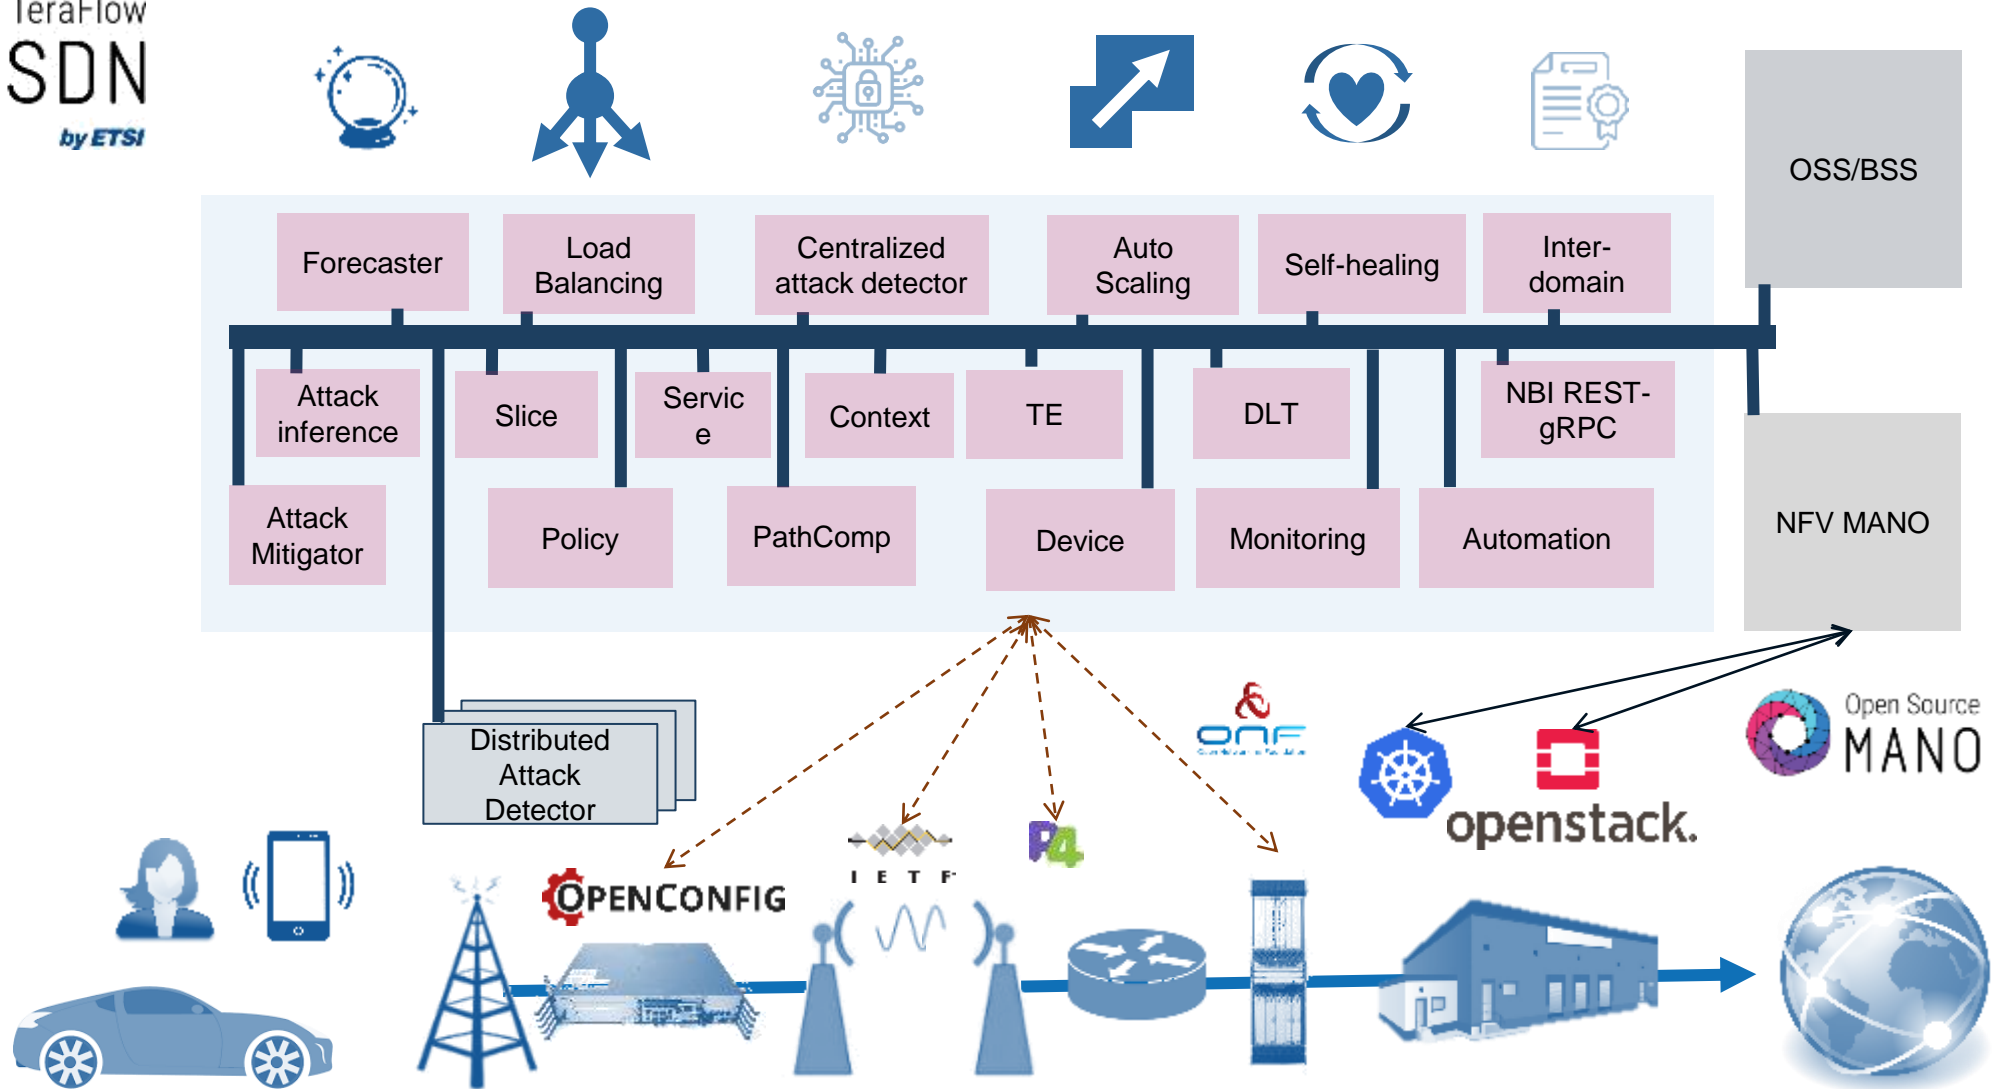 TeraFlow
SDN
by ETSI
OSS/BSS
Forecaster
Load
Balancing
Centralized
attack detector
Auto
Scaling
Self-healing
Inter-
domain
Attack
inference
Slice
Servic
e
Context
TE
DLT
NBI REST-
gRPC
Attack
Mitigator
Policy
PathComp
Device
Monitoring
Automation
NFV MANO
Distributed
Attack
Detector
ONF
Open Source
MANO
openstack.
P4
IETF
OPENCONFIG